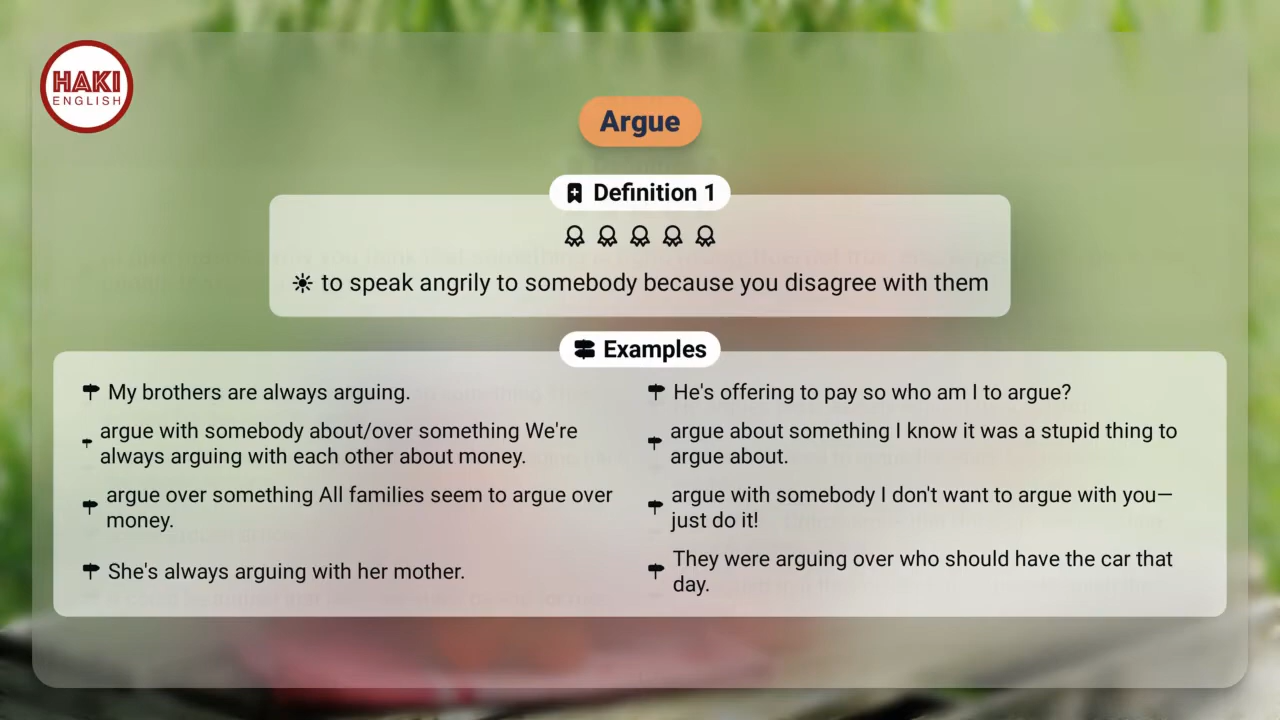 HAKI
ENGLISH
Argue
Definition 1
to speak angrily to somebody because you disagree with them
Examples
My brothers are always arguing.
argue with somebody about/over something We're
always arguing with each other about money.
argue over something All families seem to argue over
money.
She's always arguing with her mother.
He's offering to pay so who am I to argue?
argue about something I know it was a stupid thing to
argue about.
argue with somebody I don't want to argue with you—
just do it!
They were arguing over who should have the car that
day.